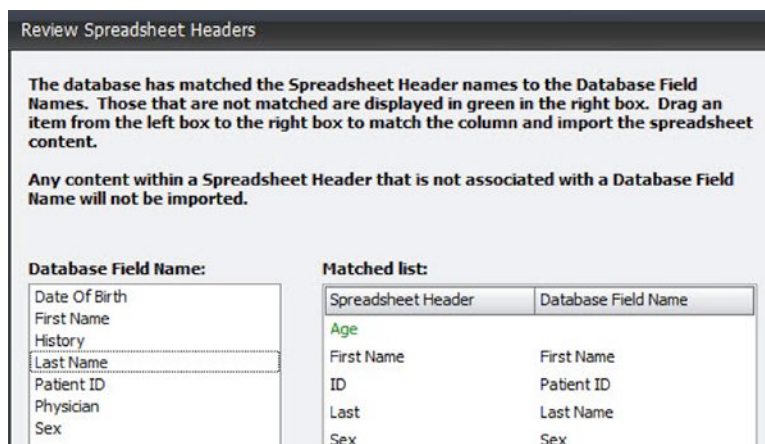 Review Spreadsheet Headers
The database has matched the Spreadsheet Header names to the Database Field
Names. Those that are not matched are displayed in green in the right box. Drag an
item from the left box to the right box to match the column and import the spreadsheet
content.
Any content within a Spreadsheet Header that is not associated with a Database Field
Name will not be imported.
Database Field Name:
Date Of Birth
First Name
History
Last Name
Patient ID
Physician
Sex
Matched list:
Spreadsheet Header Database Field Name
Age
First Name First Name
ID Patient ID
Last Last Name
Sex Sex